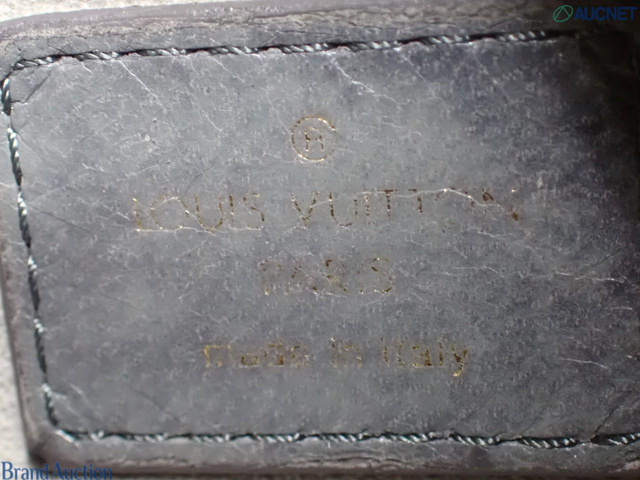 AUCNET
®
LOUIS VUITTON
PARIS
made in Italy
Brand Auction